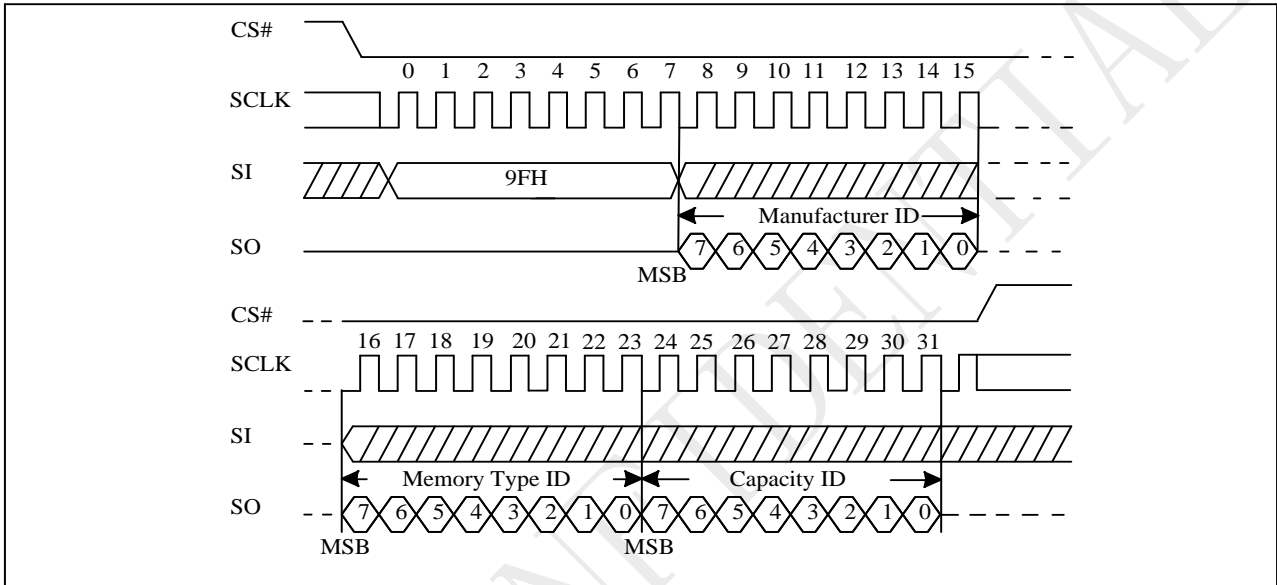 CS#
0 1 2 3 4 5 6 7 8 9 10 11 12 13 14 15
SCLK
SI
9FH
Manufacturer ID
SO
7 6 5 4 3 2 1 0
MSB
CS#
16 17 18 19 20 21 22 23 24 25 26 27 28 29 30 31
SCLK
SI
Memory Type ID Capacity ID
SO
7 6 5 4 3 2 1 0 7 6 5 4 3 2 1 0
MSB MSB